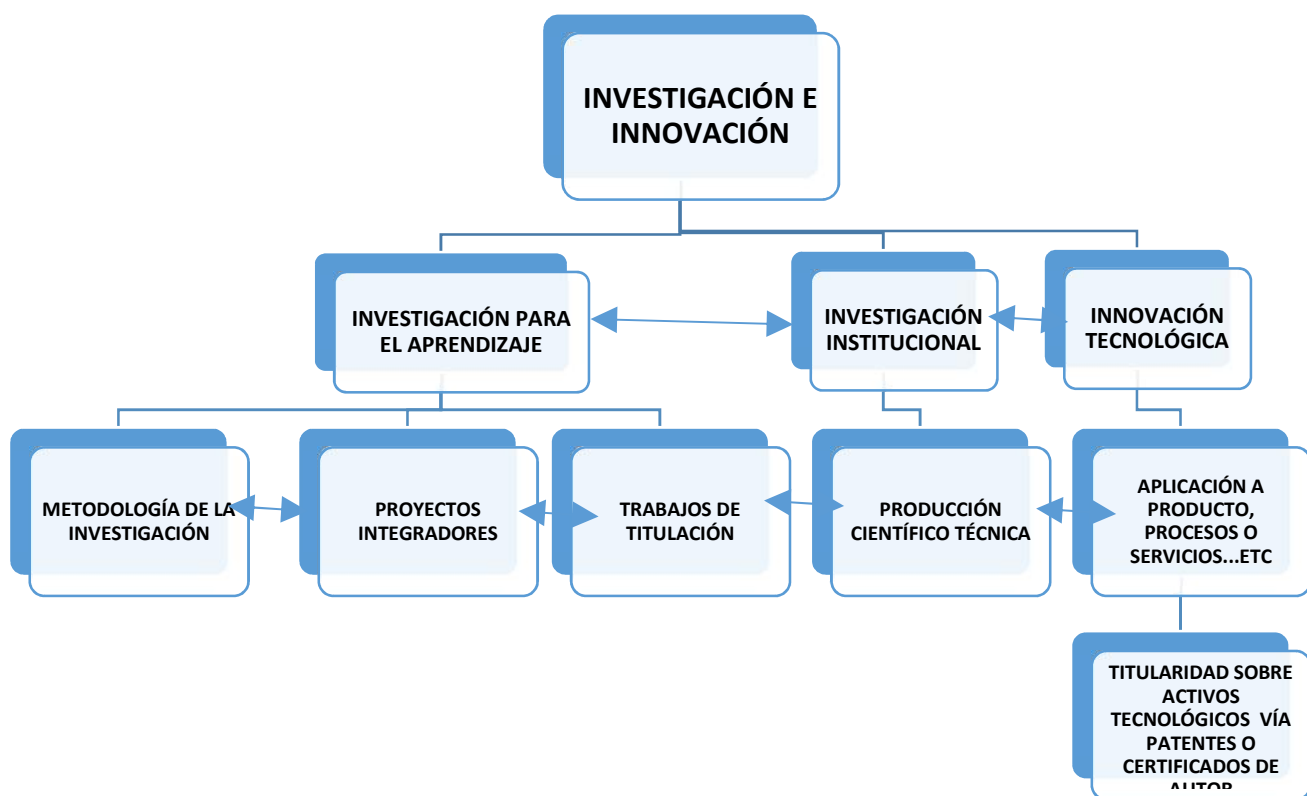 INVESTIGACIÓN E
INNOVACIÓN
INVESTIGACIÓN PARA
EL APRENDIZAJE
INVESTIGACIÓN
INSTITUCIONAL
INNOVACIÓN
TECNOLÓGICA
METODOLOGÍA DE LA
INVESTIGACIÓN
PROYECTOS
INTEGRADORES
TRABAJOS DE
TITULACIÓN
PRODUCCIÓN
CIENTÍFICO TÉCNICA
APLICACIÓN A
PRODUCTO,
PROCESOS O
SERVICIOS...ETC
TITULARIDAD SOBRE
ACTIVOS
TECNOLÓGICOS VÍA
PATENTES O
CERTIFICADOS DE
AUTOR